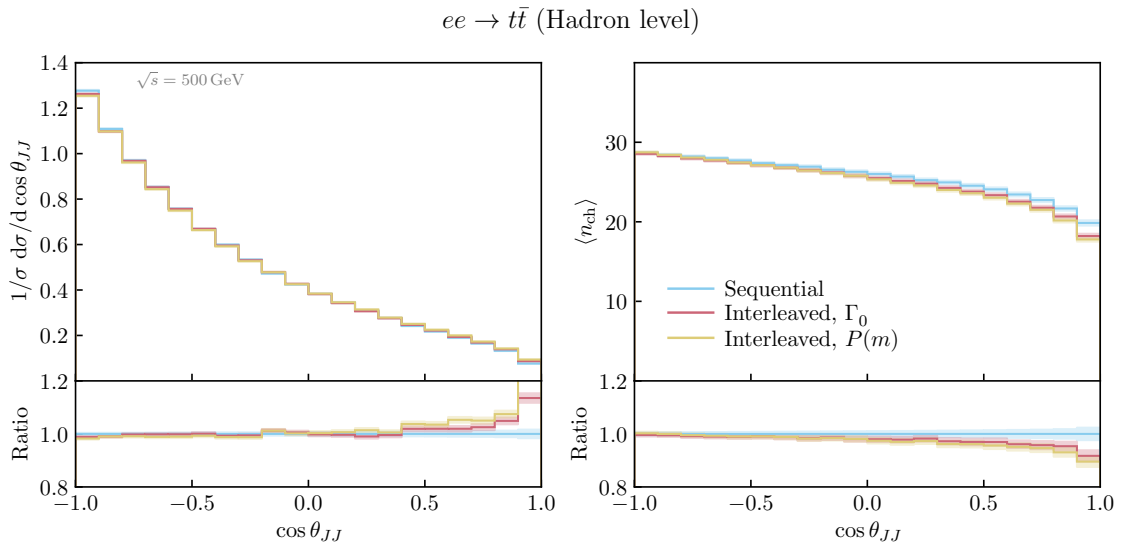 ee → tt̄ (Hadron level)
√s = 500 GeV
1/σ dσ/d cos θ_JJ
1.4
1.2
1.0
0.8
0.6
0.4
0.2
Ratio
1.2
1.0
0.8
−1.0
−0.5
0.0
0.5
1.0
cos θ_JJ
⟨n_ch⟩
30
20
10
Sequential
Interleaved, Γ_0
Interleaved, P(m)
Ratio
1.2
1.0
0.8
−1.0
−0.5
0.0
0.5
1.0
cos θ_JJ